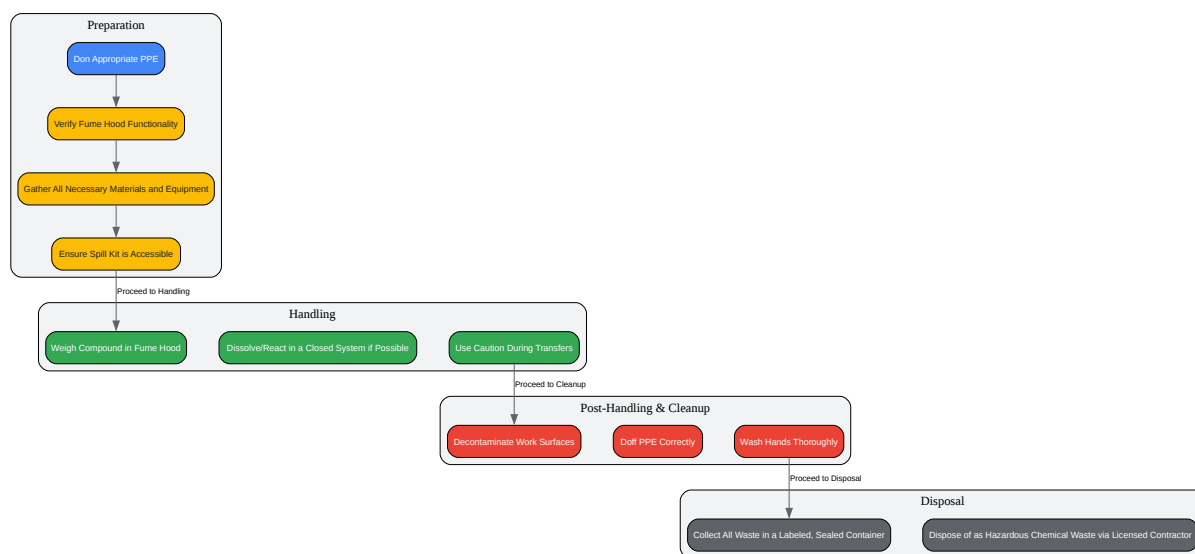 Preparation
Don Appropriate PPE
Verify Fume Hood Functionality
Gather All Necessary Materials and Equipment
Ensure Spill Kit is Accessible
Proceed to Handling
Handling
Weigh Compound in Fume Hood
Dissolve/React in a Closed System if Possible
Use Caution During Transfers
Proceed to Cleanup
Post-Handling & Cleanup
Decontaminate Work Surfaces
Doff PPE Correctly
Wash Hands Thoroughly
Proceed to Disposal
Disposal
Collect All Waste in a Labeled, Sealed Container
Dispose of as Hazardous Chemical Waste via Licensed Contractor